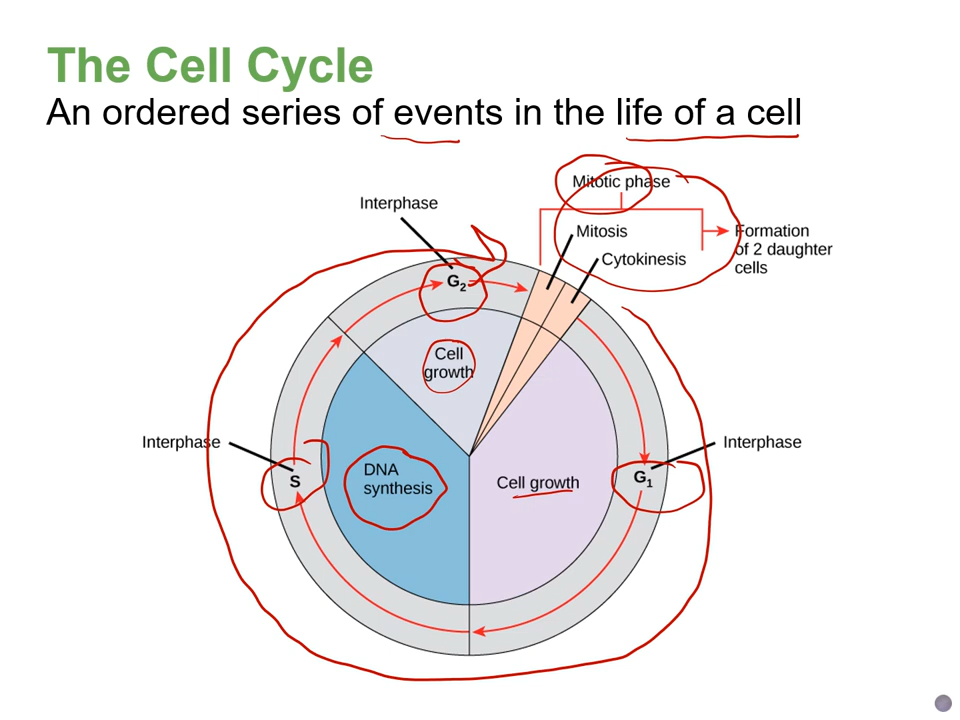 The Cell Cycle
An ordered series of events in the life of a cell
Mitotic phase
Interphase
Mitosis
Formation
of 2 daughter
cells
Cytokinesis
G2
Cell
growth
Interphase
Interphase
DNA
synthesis
S
Cell growth
G1